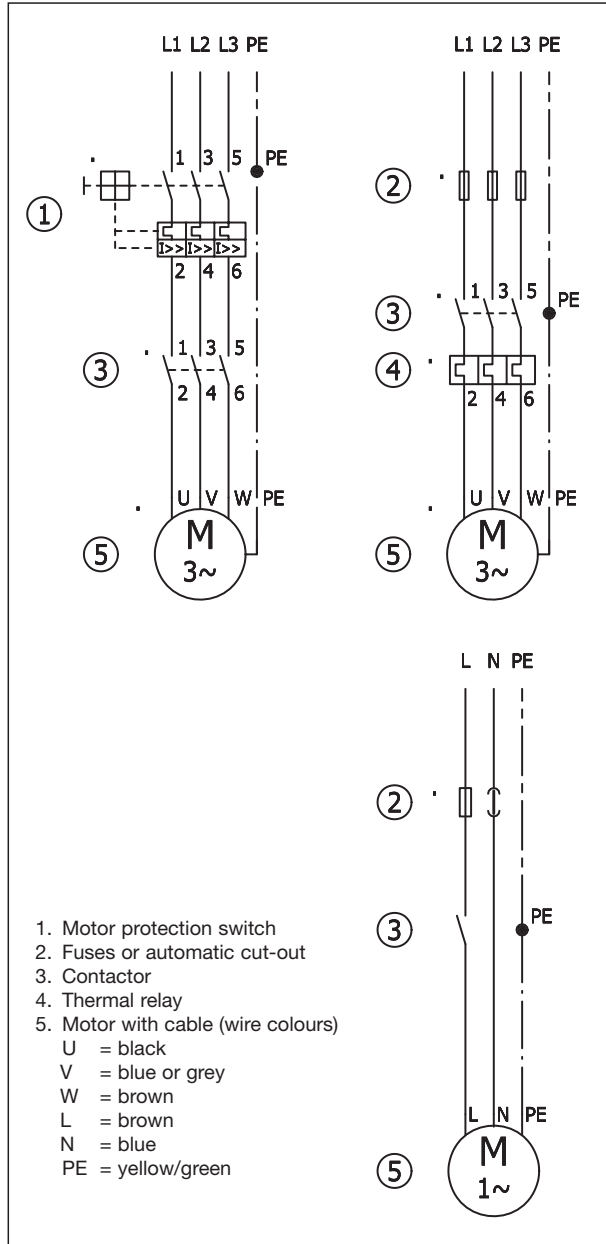 L1 L2 L3 PE
1 3 5 PE
1
I>> I>> I>>
2 4 6
3
1 3 5
2 4 6
U V W PE
5
M
3~
L1 L2 L3 PE
2
3
1 3 5 PE
4
2 4 6
U V W PE
5
M
3~
L N PE
2
3
PE
L N PE
5
M
1~
1. Motor protection switch
2. Fuses or automatic cut-out
3. Contactor
4. Thermal relay
5. Motor with cable (wire colours)
U = black
V = blue or grey
W = brown
L = brown
N = blue
PE = yellow/green